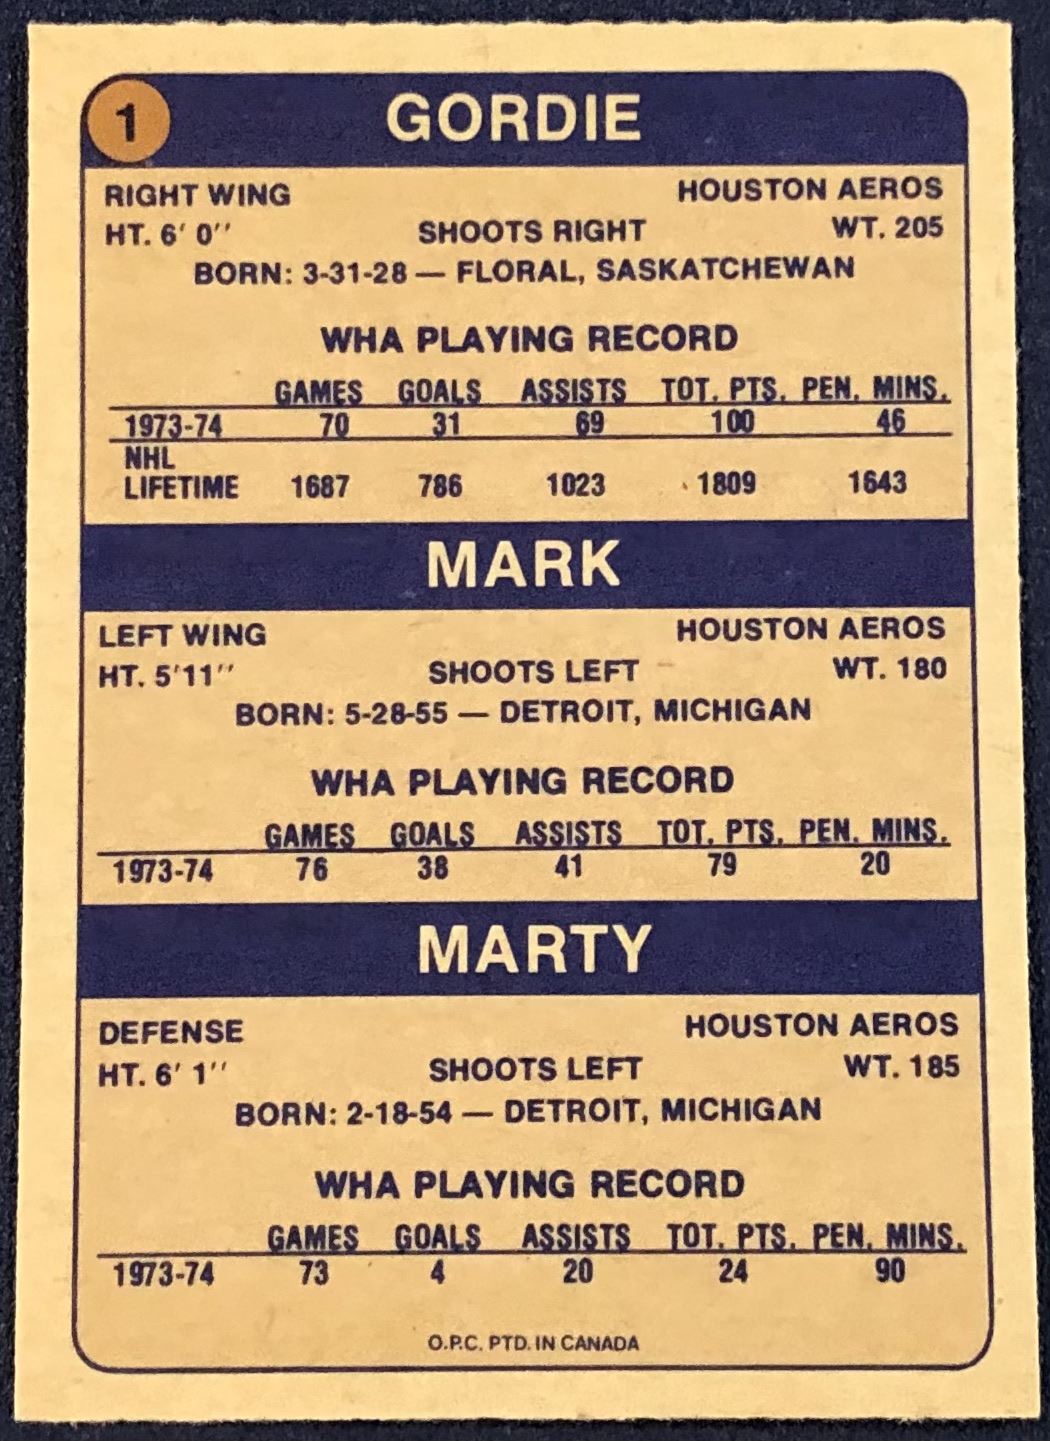 1 GORDIE
RIGHT WING HOUSTON AEROS
HT. 6' 0'' SHOOTS RIGHT WT. 205
BORN: 3-31-28 — FLORAL, SASKATCHEWAN
WHA PLAYING RECORD
GAMES GOALS ASSISTS TOT. PTS. PEN. MINS.
1973-74 70 31 69 100 46
NHL
LIFETIME 1687 786 1023 1809 1643
MARK
LEFT WING HOUSTON AEROS
HT. 5'11'' SHOOTS LEFT WT. 180
BORN: 5-28-55 — DETROIT, MICHIGAN
WHA PLAYING RECORD
GAMES GOALS ASSISTS TOT. PTS. PEN. MINS.
1973-74 76 38 41 79 20
MARTY
DEFENSE HOUSTON AEROS
HT. 6' 1'' SHOOTS LEFT WT. 185
BORN: 2-18-54 — DETROIT, MICHIGAN
WHA PLAYING RECORD
GAMES GOALS ASSISTS TOT. PTS. PEN. MINS.
1973-74 73 4 20 24 90
O.P.C. PTD. IN CANADA